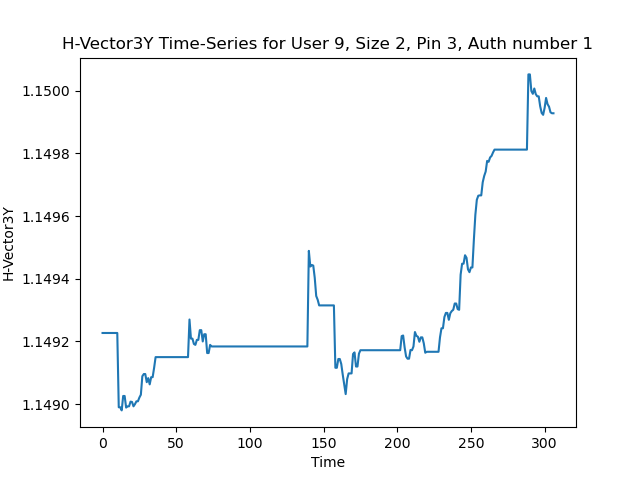 H-Vector3Y Time-Series for User 9, Size 2, Pin 3, Auth number 1
1.1500
1.1498
1.1496
1.1494
1.1492
1.1490
H-Vector3Y
0 50 100 150 200 250 300
Time